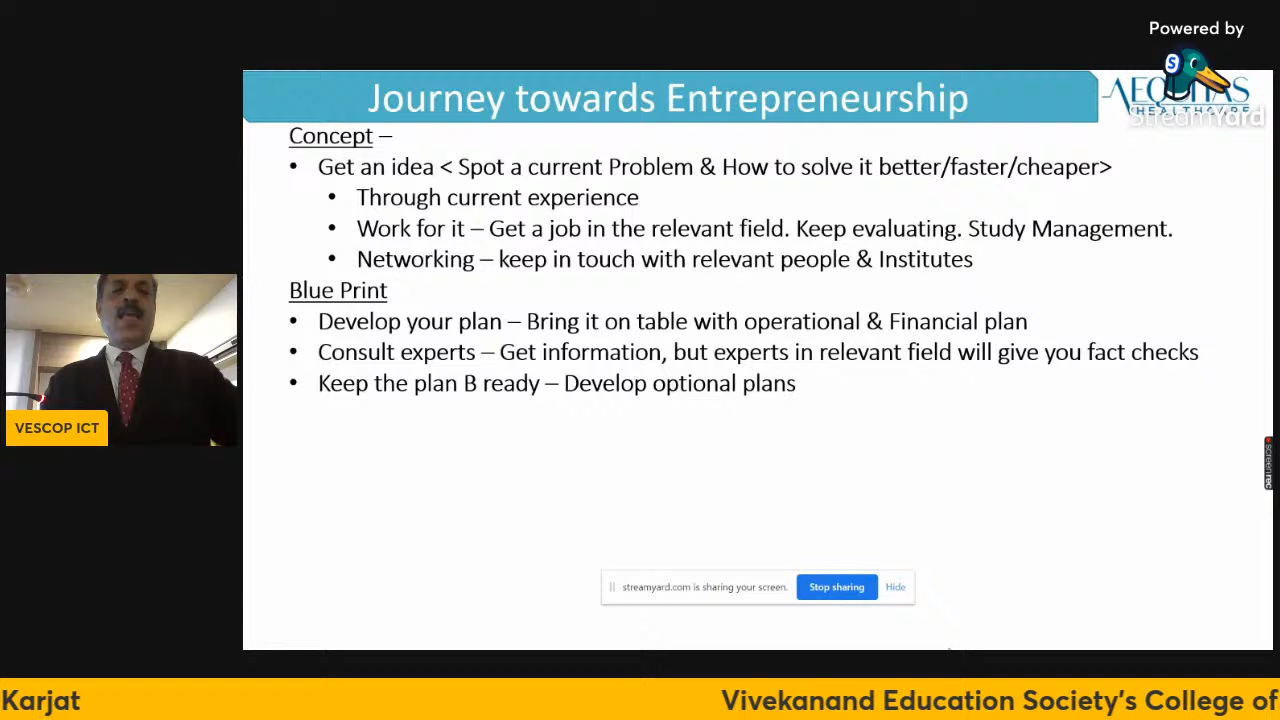 Powered by
StreamYard
Journey towards Entrepreneurship
AEQUITAS
HEALTHCARE
Concept –
• Get an idea < Spot a current Problem & How to solve it better/faster/cheaper>
• Through current experience
• Work for it – Get a job in the relevant field. Keep evaluating. Study Management.
• Networking – keep in touch with relevant people & Institutes
Blue Print
• Develop your plan – Bring it on table with operational & Financial plan
• Consult experts – Get information, but experts in relevant field will give you fact checks
• Keep the plan B ready – Develop optional plans
VESCOP ICT
screenrec
streamyard.com is sharing your screen. Stop sharing Hide
Karjat Vivekanand Education Society's College of